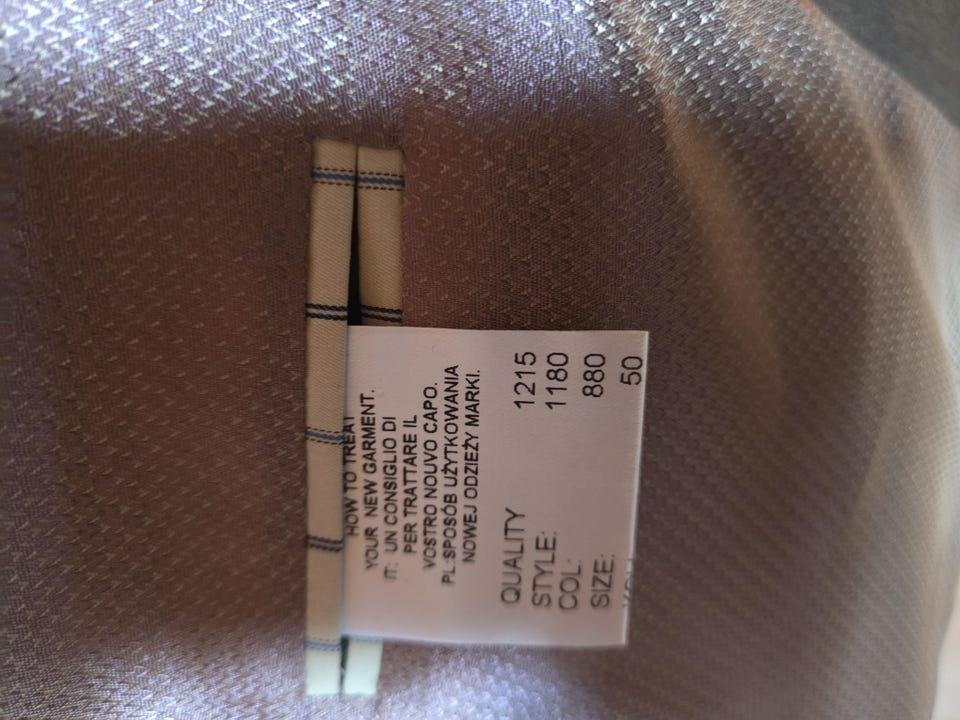 HOW TO TREAT
YOUR NEW GARMENT.
IT: UN CONSIGLIO DI
PER TRATTARE IL
VOSTRO NOUVO CAPO.
PL:SPOSÓB UŻYTKOWANIA
NOWEJ ODZIEŻY MARKI.
QUALITY 1215
STYLE: 1180
COL: 880
SIZE: 50